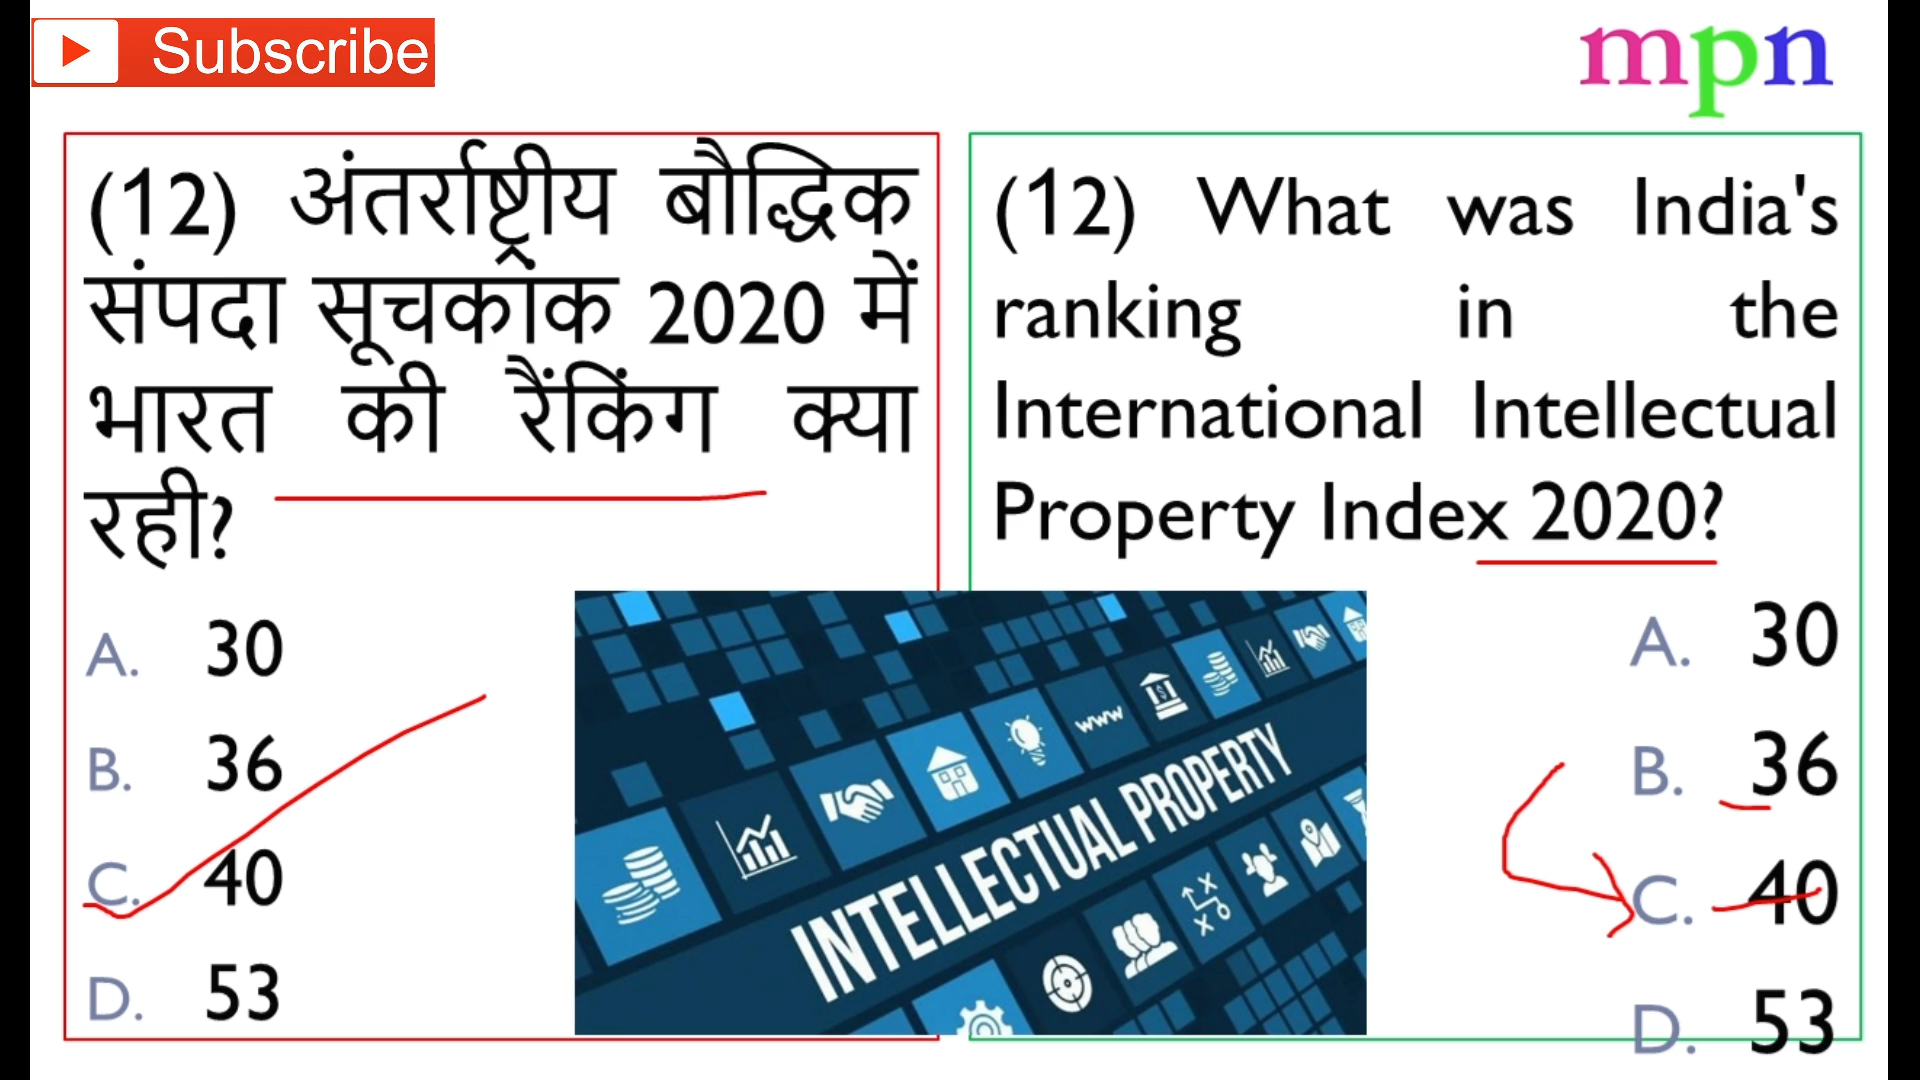 Subscribe
mpn
(12) अंतर्राष्ट्रीय बौद्धिक
संपदा सूचकांक 2020 में
भारत की रैंकिंग क्या
रही?
A. 30
B. 36
C. 40
D. 53
(12) What was India's
ranking in the
International Intellectual
Property Index 2020?
A. 30
B. 36
C. 40
D. 53
www
INTELLECTUAL PROPERTY